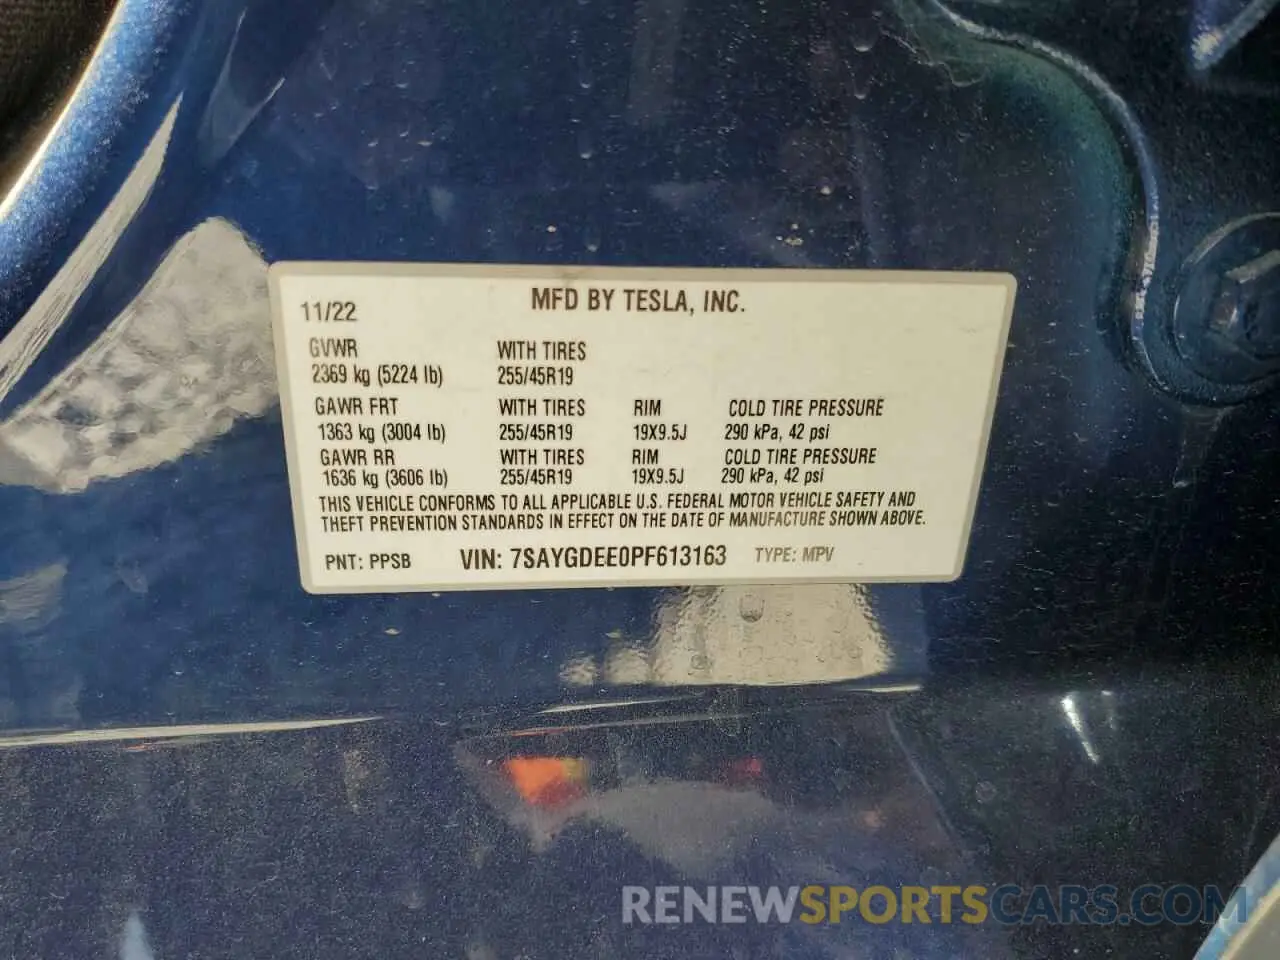 MFD BY TESLA, INC.
11/22
GVWR WITH TIRES
2369 kg (5224 lb) 255/45R19
GAWR FRT WITH TIRES RIM COLD TIRE PRESSURE
1363 kg (3004 lb) 255/45R19 19X9.5J 290 kPa, 42 psi
GAWR RR WITH TIRES RIM COLD TIRE PRESSURE
1636 kg (3606 lb) 255/45R19 19X9.5J 290 kPa, 42 psi
THIS VEHICLE CONFORMS TO ALL APPLICABLE U.S. FEDERAL MOTOR VEHICLE SAFETY AND
THEFT PREVENTION STANDARDS IN EFFECT ON THE DATE OF MANUFACTURE SHOWN ABOVE.
PNT: PPSB VIN: 7SAYGDEE0PF613163 TYPE: MPV
RENEWSPORTSCARS.COM